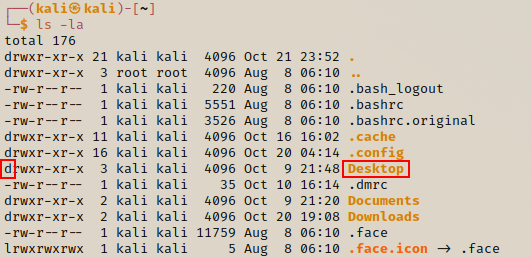 ┌──(kali㉿kali)-[~]
└─$ ls -la
total 176
drwxr-xr-x 21 kali kali  4096 Oct 21 23:52 .
drwxr-xr-x  3 root root  4096 Aug  8 06:10 ..
-rw-r--r--  1 kali kali   220 Aug  8 06:10 .bash_logout
-rw-r--r--  1 kali kali  5551 Aug  8 06:10 .bashrc
-rw-r--r--  1 kali kali  3526 Aug  8 06:10 .bashrc.original
drwxr-xr-x 11 kali kali  4096 Oct 16 16:02 .cache
drwxr-xr-x 16 kali kali  4096 Oct 20 04:14 .config
drwxr-xr-x  3 kali kali  4096 Oct  9 21:48 Desktop
-rw-r--r--  1 kali kali    35 Oct 10 16:14 .dmrc
drwxr-xr-x  2 kali kali  4096 Oct  9 21:20 Documents
drwxr-xr-x  2 kali kali  4096 Oct 20 19:08 Downloads
-rw-r--r--  1 kali kali 11759 Aug  8 06:10 .face
lrwxrwxrwx  1 kali kali     5 Aug  8 06:10 .face.icon -> .face